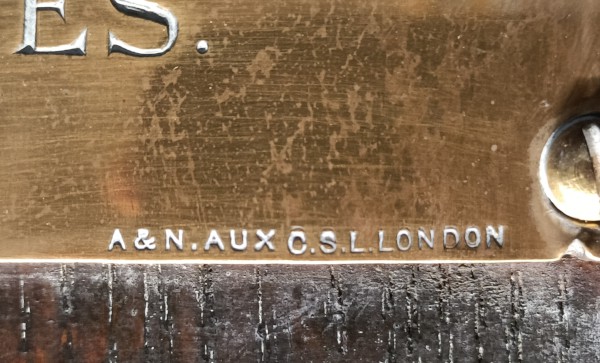 ES.
A & N. AUX C.S.L. LONDON